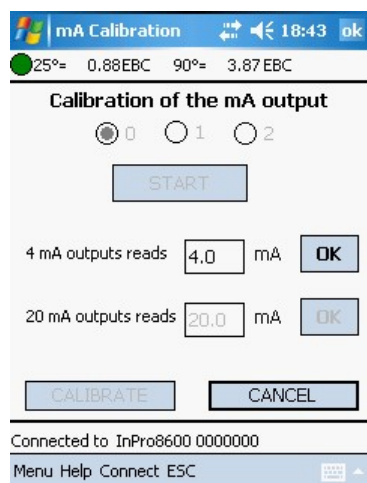 mA Calibration 18:43 ok
25°= 0.88EBC 90°= 3.87 EBC
Calibration of the mA output
0 1 2
START
4 mA outputs reads 4.0 mA OK
20 mA outputs reads 20.0 mA OK
CALIBRATE CANCEL
Connected to InPro8600 0000000
Menu Help Connect ESC